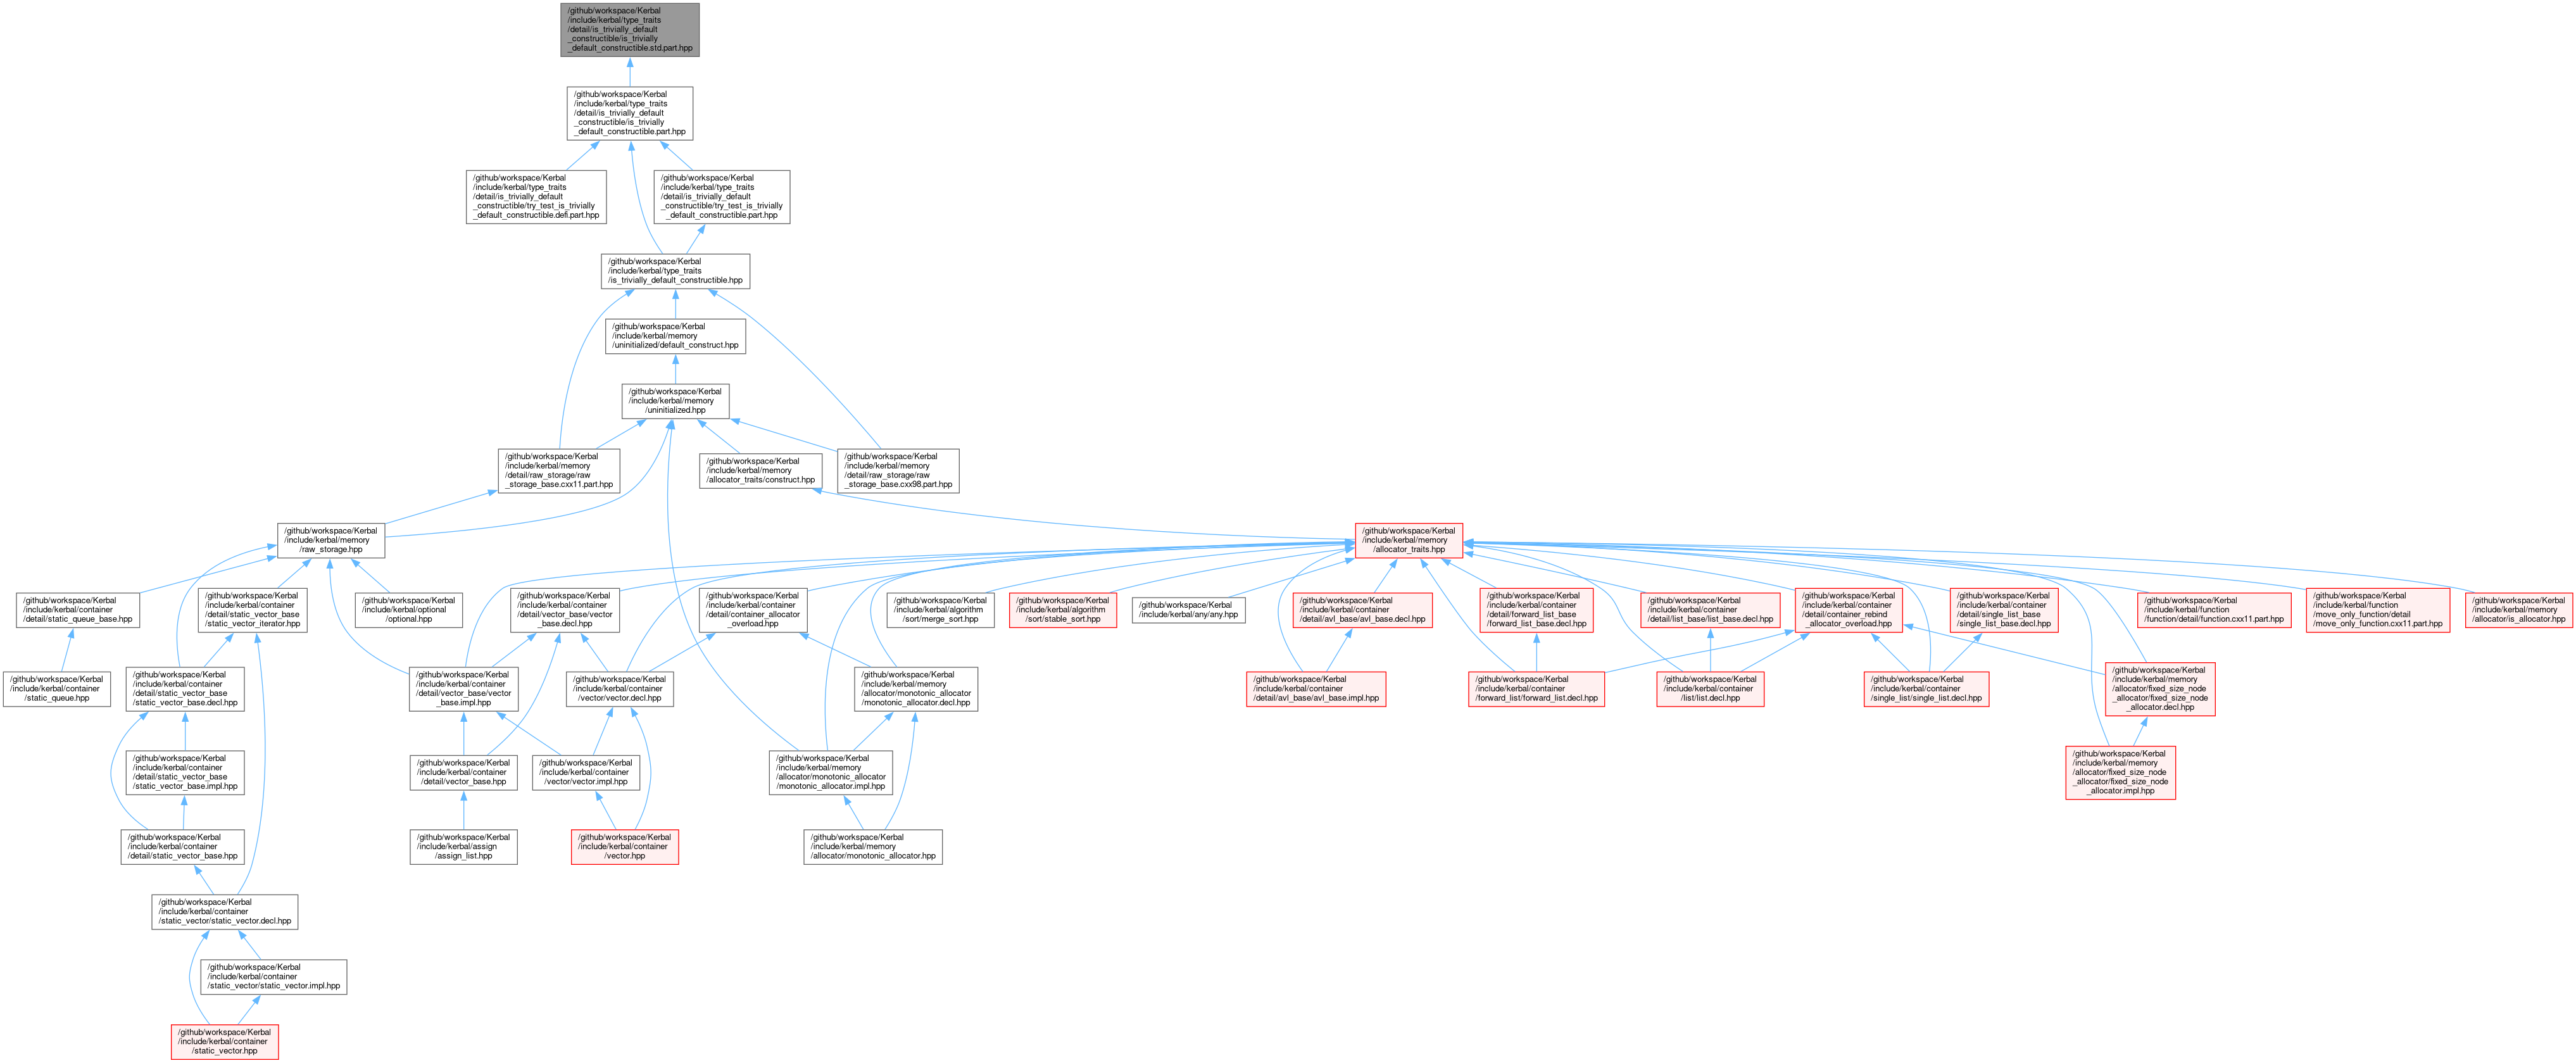 /github/workspace/Kerbal
/include/kerbal/type_traits
/detail/is_trivially_default
_constructible/is_trivially
_default_constructible.std.part.hpp
/github/workspace/Kerbal
/include/kerbal/type_traits
/detail/is_trivially_default
_constructible/is_trivially
_default_constructible.part.hpp
/github/workspace/Kerbal
/include/kerbal/type_traits
/detail/is_trivially_default
_constructible/try_test_is_trivially
_default_constructible.defi.part.hpp
/github/workspace/Kerbal
/include/kerbal/type_traits
/detail/is_trivially_default
_constructible/try_test_is_trivially
_default_constructible.part.hpp
/github/workspace/Kerbal
/include/kerbal/type_traits
/is_trivially_default_constructible.hpp
/github/workspace/Kerbal
/include/kerbal/memory
/uninitialized/default_construct.hpp
/github/workspace/Kerbal
/include/kerbal/memory
/uninitialized.hpp
/github/workspace/Kerbal
/include/kerbal/memory
/detail/raw_storage/raw
_storage_base.cxx11.part.hpp
/github/workspace/Kerbal
/include/kerbal/memory
/allocator_traits/construct.hpp
/github/workspace/Kerbal
/include/kerbal/memory
/detail/raw_storage/raw
_storage_base.cxx98.part.hpp
/github/workspace/Kerbal
/include/kerbal/memory
/raw_storage.hpp
/github/workspace/Kerbal
/include/kerbal/memory
/allocator_traits.hpp
/github/workspace/Kerbal
/include/kerbal/container
/detail/static_queue_base.hpp
/github/workspace/Kerbal
/include/kerbal/container
/detail/static_vector_base
/static_vector_iterator.hpp
/github/workspace/Kerbal
/include/kerbal/optional
/optional.hpp
/github/workspace/Kerbal
/include/kerbal/container
/detail/vector_base/vector
_base.decl.hpp
/github/workspace/Kerbal
/include/kerbal/container
/detail/container_allocator
_overload.hpp
/github/workspace/Kerbal
/include/kerbal/algorithm
/sort/merge_sort.hpp
/github/workspace/Kerbal
/include/kerbal/algorithm
/sort/stable_sort.hpp
/github/workspace/Kerbal
/include/kerbal/any/any.hpp
/github/workspace/Kerbal
/include/kerbal/container
/detail/avl_base/avl_base.decl.hpp
/github/workspace/Kerbal
/include/kerbal/container
/detail/forward_list_base
/forward_list_base.decl.hpp
/github/workspace/Kerbal
/include/kerbal/container
/detail/list_base/list_base.decl.hpp
/github/workspace/Kerbal
/include/kerbal/container
/detail/container_rebind
_allocator_overload.hpp
/github/workspace/Kerbal
/include/kerbal/container
/detail/single_list_base
/single_list_base.decl.hpp
/github/workspace/Kerbal
/include/kerbal/function
/function/detail/function.cxx11.part.hpp
/github/workspace/Kerbal
/include/kerbal/function
/move_only_function/detail
/move_only_function.cxx11.part.hpp
/github/workspace/Kerbal
/include/kerbal/memory
/allocator/is_allocator.hpp
/github/workspace/Kerbal
/include/kerbal/container
/static_queue.hpp
/github/workspace/Kerbal
/include/kerbal/container
/detail/static_vector_base
/static_vector_base.decl.hpp
/github/workspace/Kerbal
/include/kerbal/container
/detail/vector_base/vector
_base.impl.hpp
/github/workspace/Kerbal
/include/kerbal/container
/vector/vector.decl.hpp
/github/workspace/Kerbal
/include/kerbal/memory
/allocator/monotonic_allocator
/monotonic_allocator.decl.hpp
/github/workspace/Kerbal
/include/kerbal/container
/detail/avl_base/avl_base.impl.hpp
/github/workspace/Kerbal
/include/kerbal/container
/forward_list/forward_list.decl.hpp
/github/workspace/Kerbal
/include/kerbal/container
/list/list.decl.hpp
/github/workspace/Kerbal
/include/kerbal/container
/single_list/single_list.decl.hpp
/github/workspace/Kerbal
/include/kerbal/memory
/allocator/fixed_size_node
_allocator/fixed_size_node
_allocator.decl.hpp
/github/workspace/Kerbal
/include/kerbal/container
/detail/static_vector_base
/static_vector_base.impl.hpp
/github/workspace/Kerbal
/include/kerbal/container
/detail/vector_base.hpp
/github/workspace/Kerbal
/include/kerbal/container
/vector/vector.impl.hpp
/github/workspace/Kerbal
/include/kerbal/memory
/allocator/monotonic_allocator
/monotonic_allocator.impl.hpp
/github/workspace/Kerbal
/include/kerbal/memory
/allocator/fixed_size_node
_allocator/fixed_size_node
_allocator.impl.hpp
/github/workspace/Kerbal
/include/kerbal/container
/detail/static_vector_base.hpp
/github/workspace/Kerbal
/include/kerbal/assign
/assign_list.hpp
/github/workspace/Kerbal
/include/kerbal/container
/vector.hpp
/github/workspace/Kerbal
/include/kerbal/memory
/allocator/monotonic_allocator.hpp
/github/workspace/Kerbal
/include/kerbal/container
/static_vector/static_vector.decl.hpp
/github/workspace/Kerbal
/include/kerbal/container
/static_vector/static_vector.impl.hpp
/github/workspace/Kerbal
/include/kerbal/container
/static_vector.hpp